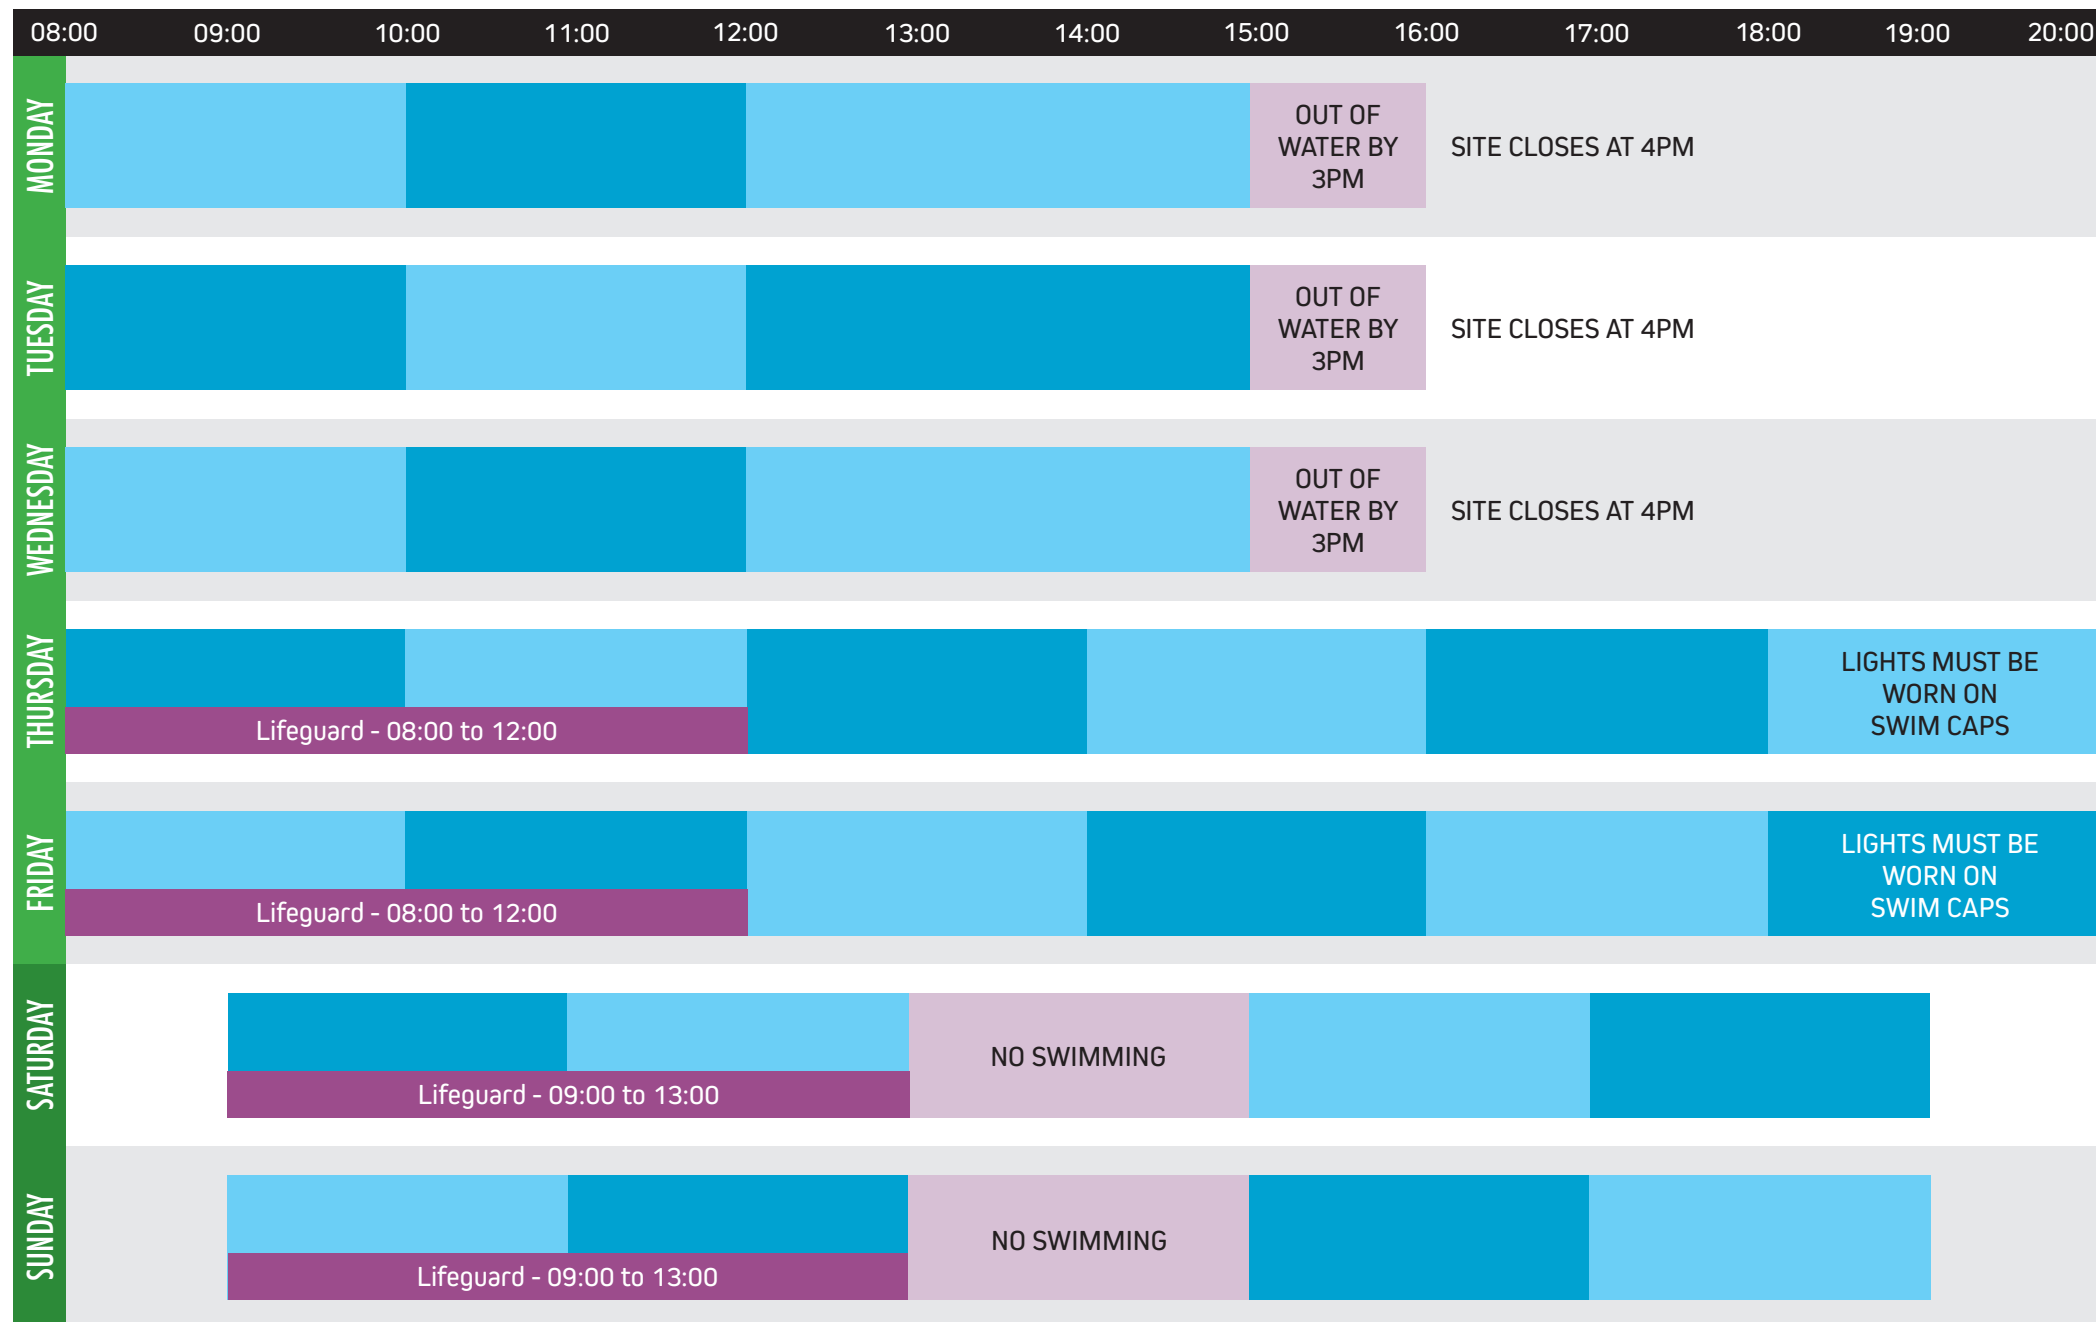 08:00 09:00 10:00 11:00 12:00 13:00 14:00 15:00 16:00 17:00 18:00 19:00 20:00
MONDAY
OUT OF
WATER BY
3PM
SITE CLOSES AT 4PM
TUESDAY
OUT OF
WATER BY
3PM
SITE CLOSES AT 4PM
WEDNESDAY
OUT OF
WATER BY
3PM
SITE CLOSES AT 4PM
THURSDAY
Lifeguard - 08:00 to 12:00
LIGHTS MUST BE
WORN ON
SWIM CAPS
FRIDAY
Lifeguard - 08:00 to 12:00
LIGHTS MUST BE
WORN ON
SWIM CAPS
SATURDAY
Lifeguard - 09:00 to 13:00
NO SWIMMING
SUNDAY
Lifeguard - 09:00 to 13:00
NO SWIMMING